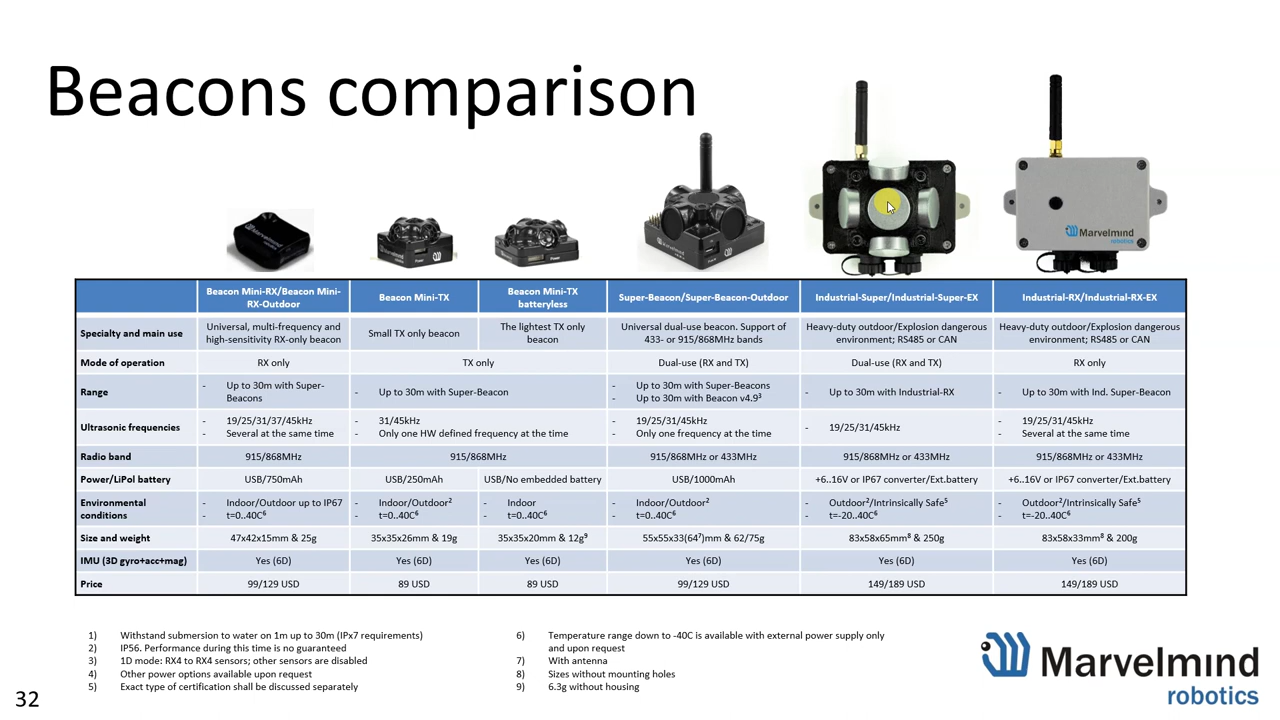 Beacons comparison
Marvelmind
Marvelmind
robotics
Beacon Mini-RX/Beacon Mini-
RX-Outdoor
Beacon Mini-TX
Beacon Mini-TX
batteryless
Super-Beacon/Super-Beacon-Outdoor
Industrial-Super/Industrial-Super-EX
Industrial-RX/Industrial-RX-EX
Specialty and main use
Universal, multi-frequency and
high-sensitivity RX-only beacon
Small TX only beacon
The lightest TX only
beacon
Universal dual-use beacon. Support of
433- or 915/868MHz bands
Heavy-duty outdoor/Explosion dangerous
environment; RS485 or CAN
Heavy-duty outdoor/Explosion dangerous
environment; RS485 or CAN
Mode of operation
RX only
TX only
Dual-use (RX and TX)
Dual-use (RX and TX)
RX only
Range
- Up to 30m with Super-
Beacons
- Up to 30m with Super-Beacon
- Up to 30m with Super-Beacons
- Up to 30m with Beacon v4.9³
- Up to 30m with Industrial-RX
- Up to 30m with Ind. Super-Beacon
Ultrasonic frequencies
- 19/25/31/37/45kHz
- Several at the same time
- 31/45kHz
- Only one HW defined frequency at the time
- 19/25/31/45kHz
- Only one frequency at the time
- 19/25/31/45kHz
- 19/25/31/45kHz
- Several at the same time
Radio band
915/868MHz
915/868MHz
915/868MHz or 433MHz
915/868MHz or 433MHz
915/868MHz or 433MHz
Power/LiPol battery
USB/750mAh
USB/250mAh
USB/No embedded battery
USB/1000mAh
+6..16V or IP67 converter/Ext.battery
+6..16V or IP67 converter/Ext.battery
Environmental
conditions
- Indoor/Outdoor up to IP67
- t=0..40C⁶
- Indoor/Outdoor²
- t=0..40C⁶
- Indoor
- t=0..40C⁶
- Indoor/Outdoor²
- t=0..40C⁶
- Outdoor²/Intrinsically Safe⁵
- t=-20..40C⁶
- Outdoor²/Intrinsically Safe⁵
- t=-20..40C⁶
Size and weight
47x42x15mm & 25g
35x35x26mm & 19g
35x35x20mm & 12g⁹
55x55x33(64⁷)mm & 62/75g
83x58x65mm⁸ & 250g
83x58x33mm⁸ & 200g
IMU (3D gyro+acc+mag)
Yes (6D)
Yes (6D)
Yes (6D)
Yes (6D)
Yes (6D)
Yes (6D)
Price
99/129 USD
89 USD
89 USD
99/129 USD
149/189 USD
149/189 USD
1) Withstand submersion to water on 1m up to 30m (IPx7 requirements)
2) IP56. Performance during this time is no guaranteed
3) 1D mode: RX4 to RX4 sensors; other sensors are disabled
4) Other power options available upon request
5) Exact type of certification shall be discussed separately
6) Temperature range down to -40C is available with external power supply only
and upon request
7) With antenna
8) Sizes without mounting holes
9) 6.3g without housing
Marvelmind
robotics
32